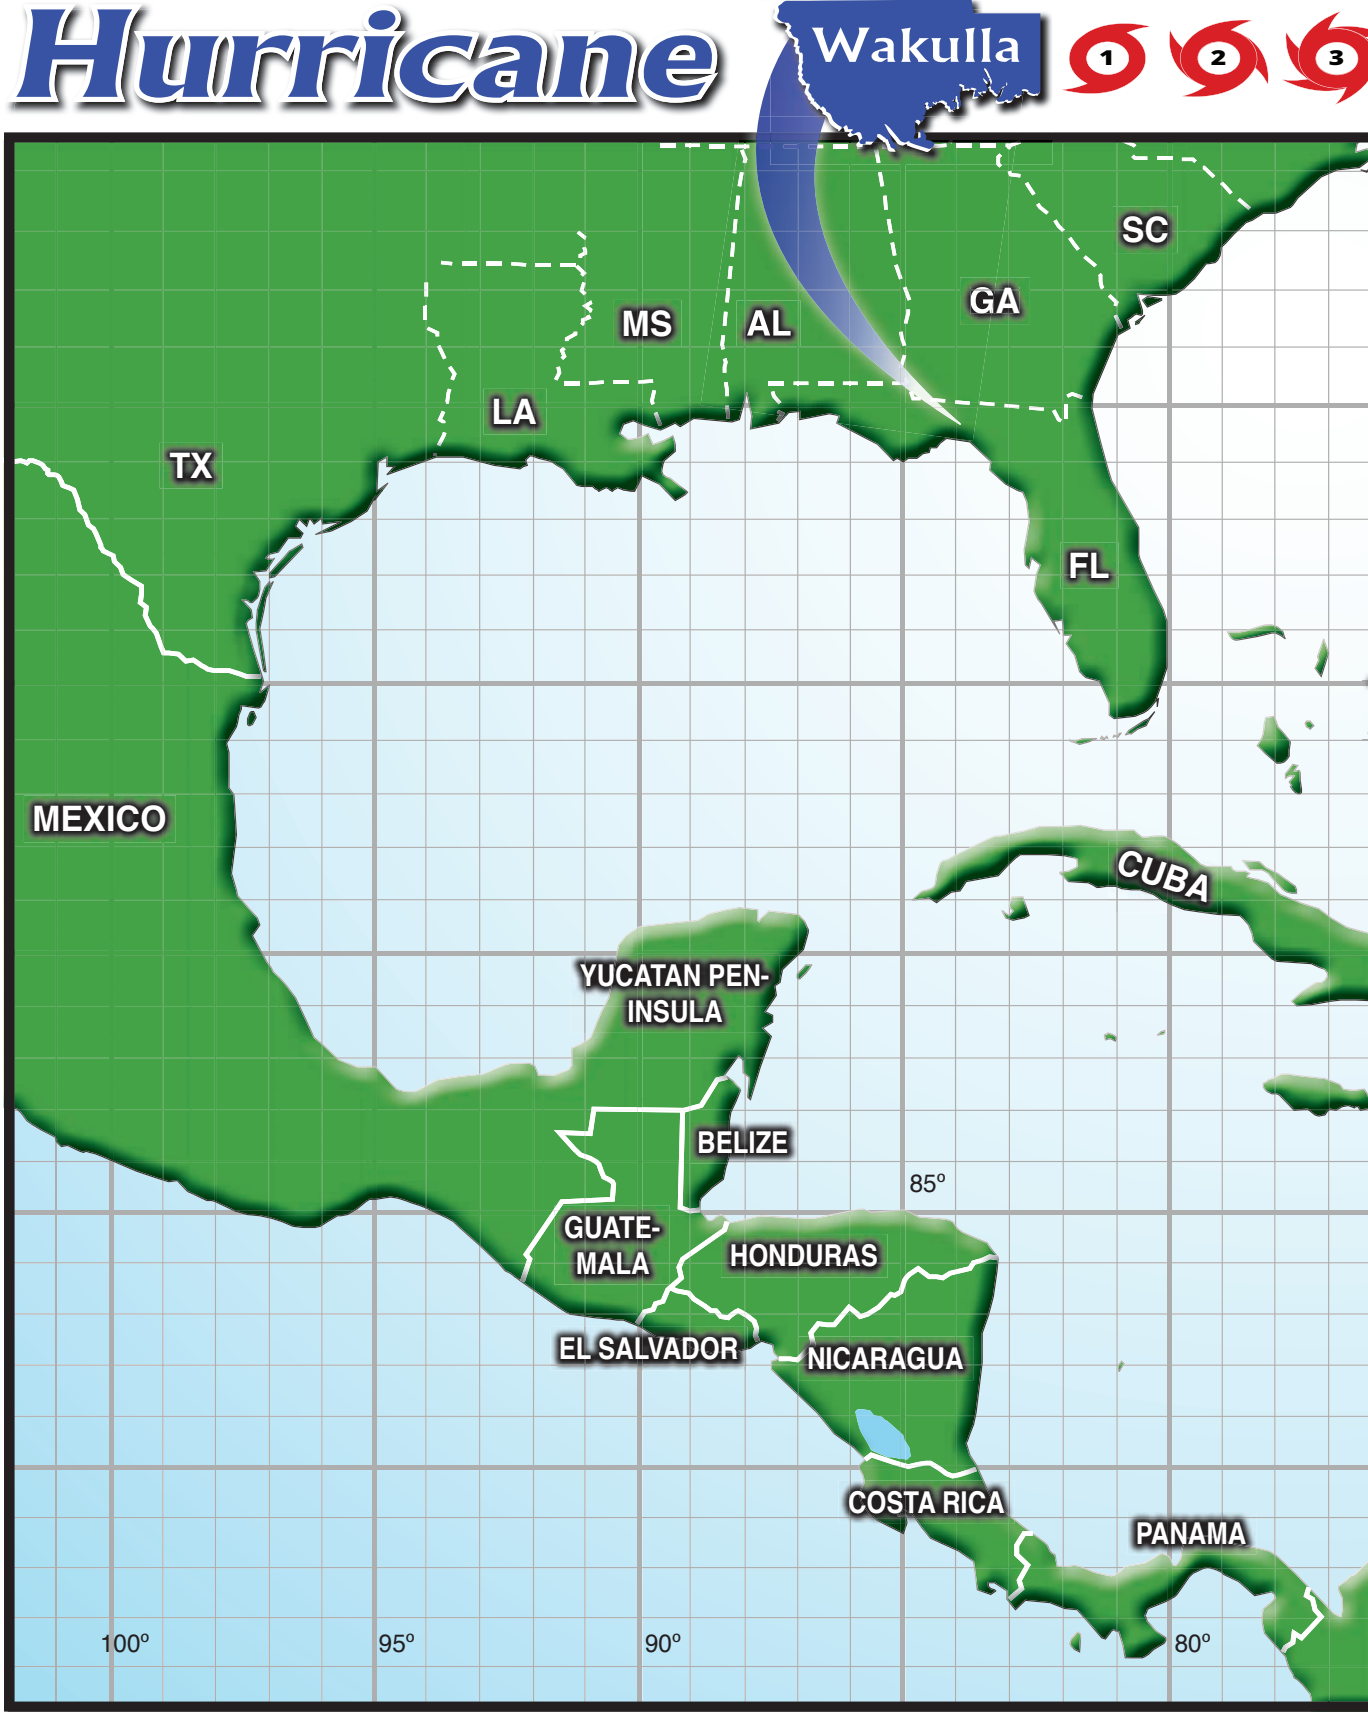 Hurricane
Wakulla
1 2 3
SC
GA
MS
AL
LA
TX
FL
MEXICO
CUBA
YUCATAN PEN-
INSULA
BELIZE
85º
GUATE-
MALA
HONDURAS
EL SALVADOR
NICARAGUA
COSTA RICA
PANAMA
100º 95º 90º 80º